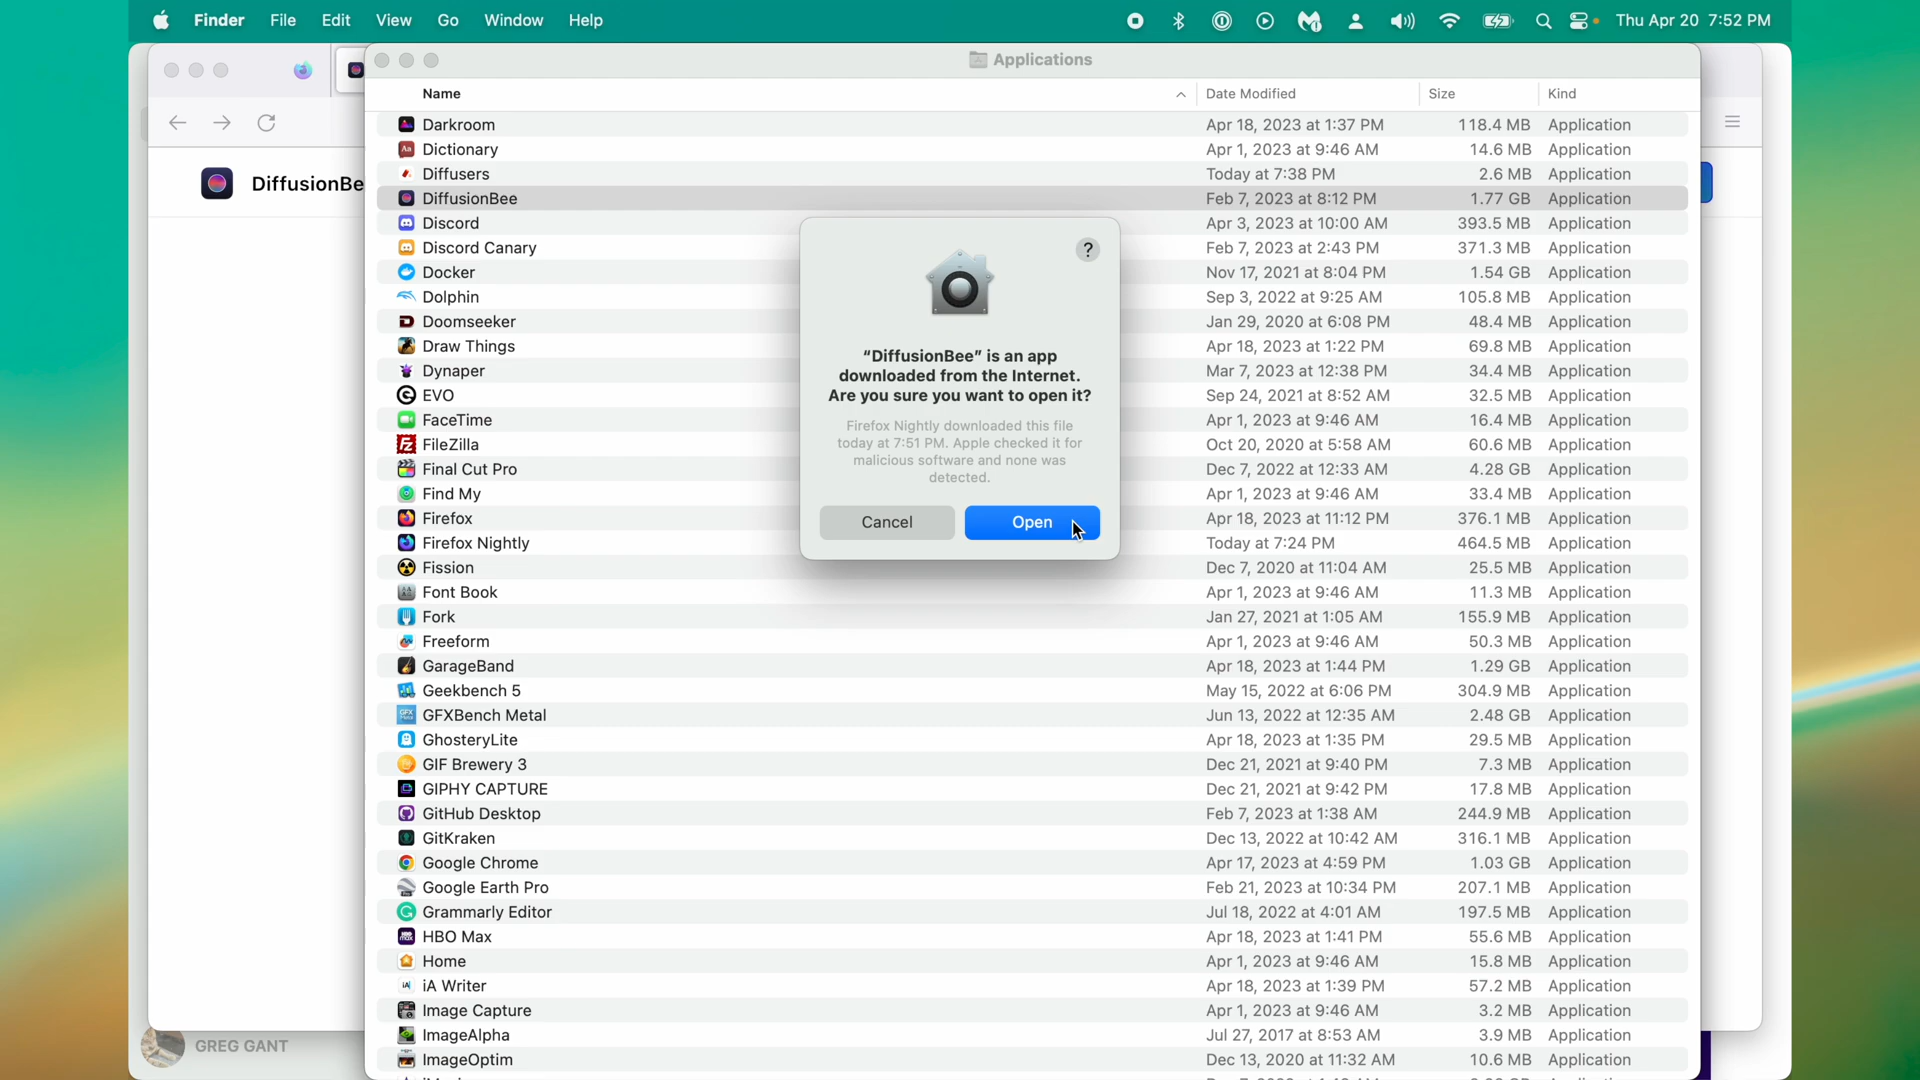 Finder File Edit View Go Window Help Thu Apr 20 7:52 PM
Applications
Name Date Modified Size Kind
DiffusionBe
Darkroom Apr 18, 2023 at 1:37 PM 118.4 MB Application
Aa Dictionary Apr 1, 2023 at 9:46 AM 14.6 MB Application
Diffusers Today at 7:38 PM 2.6 MB Application
DiffusionBee Feb 7, 2023 at 8:12 PM 1.77 GB Application
Discord Apr 3, 2023 at 10:00 AM 393.5 MB Application
Discord Canary Feb 7, 2023 at 2:43 PM 371.3 MB Application
Docker Nov 17, 2021 at 8:04 PM 1.54 GB Application
Dolphin Sep 3, 2022 at 9:25 AM 105.8 MB Application
Doomseeker Jan 29, 2020 at 6:08 PM 48.4 MB Application
Draw Things Apr 18, 2023 at 1:22 PM 69.8 MB Application
Dynaper Mar 7, 2023 at 12:38 PM 34.4 MB Application
EVO Sep 24, 2021 at 8:52 AM 32.5 MB Application
FaceTime Apr 1, 2023 at 9:46 AM 16.4 MB Application
FileZilla Oct 20, 2020 at 5:58 AM 60.6 MB Application
Final Cut Pro Dec 7, 2022 at 12:33 AM 4.28 GB Application
Find My Apr 1, 2023 at 9:46 AM 33.4 MB Application
Firefox Apr 18, 2023 at 11:12 PM 376.1 MB Application
Firefox Nightly Today at 7:24 PM 464.5 MB Application
Fission Dec 7, 2020 at 11:04 AM 25.5 MB Application
Font Book Apr 1, 2023 at 9:46 AM 11.3 MB Application
Fork Jan 27, 2021 at 1:05 AM 155.9 MB Application
Freeform Apr 1, 2023 at 9:46 AM 50.3 MB Application
GarageBand Apr 18, 2023 at 1:44 PM 1.29 GB Application
Geekbench 5 May 15, 2022 at 6:06 PM 304.9 MB Application
GFXBench Metal Jun 13, 2022 at 12:35 AM 2.48 GB Application
GhosteryLite Apr 18, 2023 at 1:35 PM 29.5 MB Application
GIF Brewery 3 Dec 21, 2021 at 9:40 PM 7.3 MB Application
GIPHY CAPTURE Dec 21, 2021 at 9:42 PM 17.8 MB Application
GitHub Desktop Feb 7, 2023 at 1:38 AM 244.9 MB Application
GitKraken Dec 13, 2022 at 10:42 AM 316.1 MB Application
Google Chrome Apr 17, 2023 at 4:59 PM 1.03 GB Application
Google Earth Pro Feb 21, 2023 at 10:34 PM 207.1 MB Application
Grammarly Editor Jul 18, 2022 at 4:01 AM 197.5 MB Application
HBO Max Apr 18, 2023 at 1:41 PM 55.6 MB Application
Home Apr 1, 2023 at 9:46 AM 15.8 MB Application
iA iA Writer Apr 18, 2023 at 1:39 PM 57.2 MB Application
Image Capture Apr 1, 2023 at 9:46 AM 3.2 MB Application
ImageAlpha Jul 27, 2017 at 8:53 AM 3.9 MB Application
ImageOptim Dec 13, 2020 at 11:32 AM 10.6 MB Application
?
“DiffusionBee” is an app
downloaded from the Internet.
Are you sure you want to open it?
Firefox Nightly downloaded this file
today at 7:51 PM. Apple checked it for
malicious software and none was
detected.
Cancel Open
GREG GANT